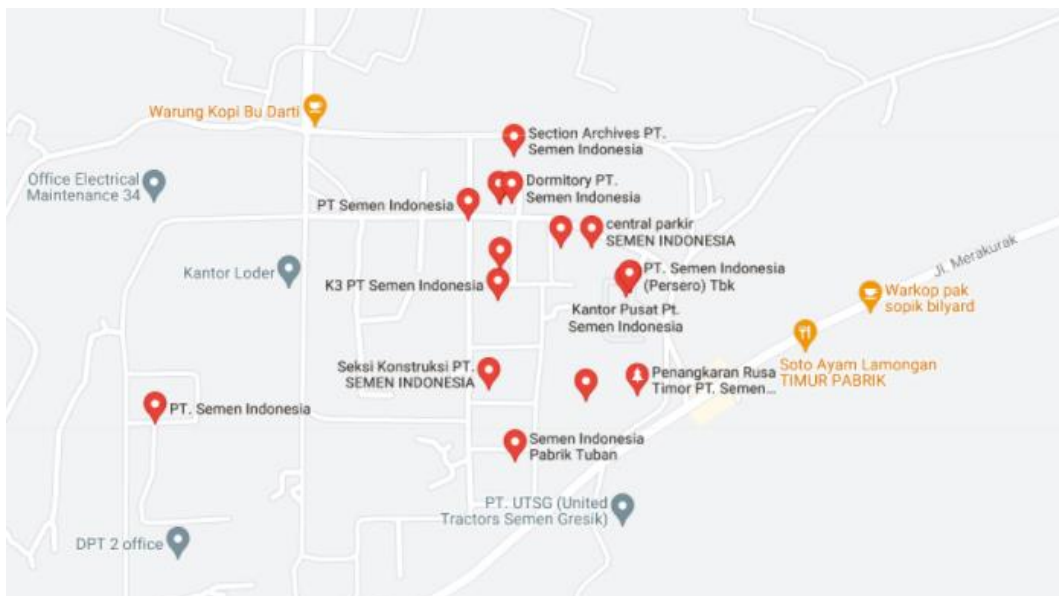 Warung Kopi Bu Darti
Section Archives PT.
Semen Indonesia
Office Electrical
Maintenance 34
Dormitory PT.
Semen Indonesia
PT Semen Indonesia
central parkir
SEMEN INDONESIA
Jl. Merakurak
Kantor Loder
K3 PT Semen Indonesia
PT. Semen Indonesia
(Persero) Tbk
Kantor Pusat Pt.
Semen Indonesia
Warkop pak
sopik bilyard
Soto Ayam Lamongan
TIMUR PABRIK
Seksi Konstruksi PT.
SEMEN INDONESIA
Penangkaran Rusa
Timor PT. Semen...
PT. Semen Indonesia
Semen Indonesia
Pabrik Tuban
PT. UTSG (United
Tractors Semen Gresik)
DPT 2 office